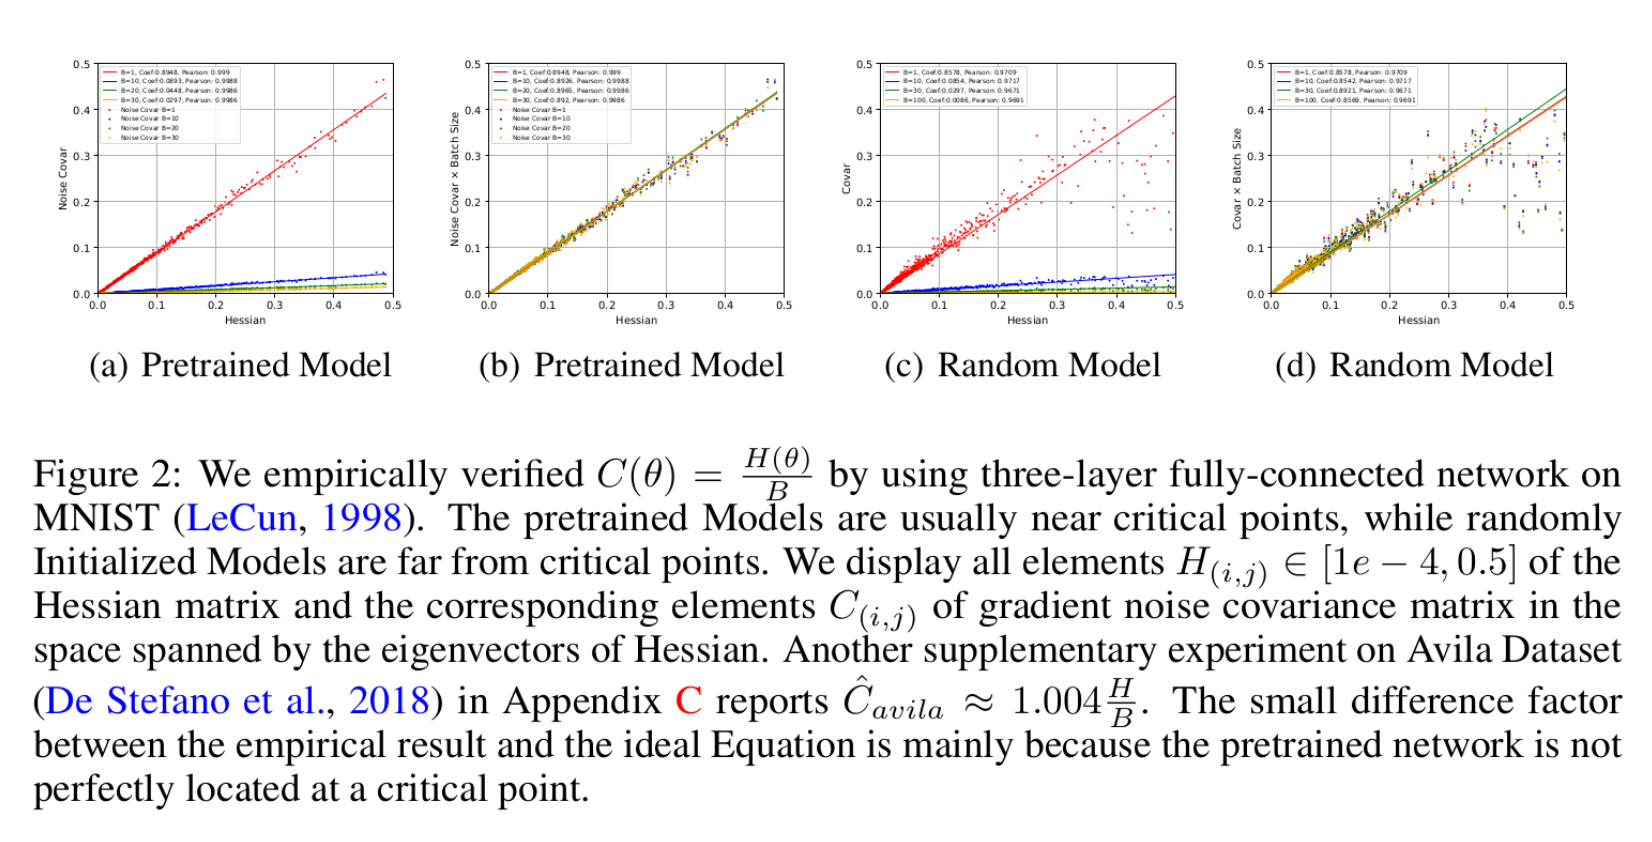 0.5
0.4
0.3
0.2
0.1
0.0
Noise Covar
B=1, Coef:0.8948, Pearson: 0.999
B=10, Coef:0.0893, Pearson: 0.9988
B=20, Coef:0.0448, Pearson: 0.9986
B=30, Coef:0.0297, Pearson: 0.9986
Noise Covar B=1
Noise Covar B=10
Noise Covar B=20
Noise Covar B=30
0.0 0.1 0.2 0.3 0.4 0.5
Hessian
(a) Pretrained Model
0.5
0.4
0.3
0.2
0.1
0.0
Noise Covar × Batch Size
B=1, Coef:0.8948, Pearson: 0.999
B=10, Coef:0.8926, Pearson: 0.9988
B=20, Coef:0.8965, Pearson: 0.9986
B=30, Coef:0.892, Pearson: 0.9986
Noise Covar B=1
Noise Covar B=10
Noise Covar B=20
Noise Covar B=30
0.0 0.1 0.2 0.3 0.4 0.5
Hessian
(b) Pretrained Model
0.5
0.4
0.3
0.2
0.1
0.0
Covar
B=1, Coef:0.8578, Pearson: 0.9709
B=10, Coef:0.0854, Pearson: 0.9717
B=30, Coef:0.0297, Pearson: 0.9671
B=100, Coef:0.0086, Pearson: 0.9691
0.0 0.1 0.2 0.3 0.4 0.5
Hessian
(c) Random Model
0.5
0.4
0.3
0.2
0.1
0.0
Covar × Batch Size
B=1, Coef:0.8578, Pearson: 0.9709
B=10, Coef:0.8542, Pearson: 0.9717
B=30, Coef:0.8921, Pearson: 0.9671
B=100, Coef:0.8569, Pearson: 0.9691
0.0 0.1 0.2 0.3 0.4 0.5
Hessian
(d) Random Model
Figure 2: We empirically verified C(θ) = H(θ)/B by using three-layer fully-connected network on
MNIST (LeCun, 1998). The pretrained Models are usually near critical points, while randomly
Initialized Models are far from critical points. We display all elements H(i,j) ∈ [1e − 4, 0.5] of the
Hessian matrix and the corresponding elements C(i,j) of gradient noise covariance matrix in the
space spanned by the eigenvectors of Hessian. Another supplementary experiment on Avila Dataset
(De Stefano et al., 2018) in Appendix C reports Ĉavila ≈ 1.004 H/B. The small difference factor
between the empirical result and the ideal Equation is mainly because the pretrained network is not
perfectly located at a critical point.